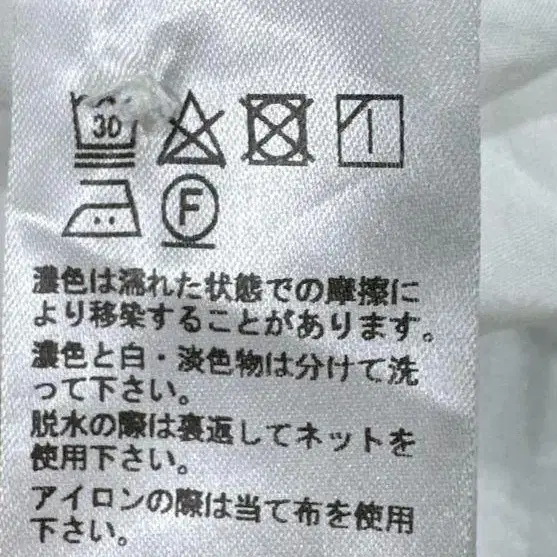 30
F
濃色は濡れた状態での摩擦に
より移染することがあります。
濃色と白・淡色物は分けて洗
って下さい。
脱水の際は裏返してネットを
使用下さい。
アイロンの際は当て布を使用
下さい。